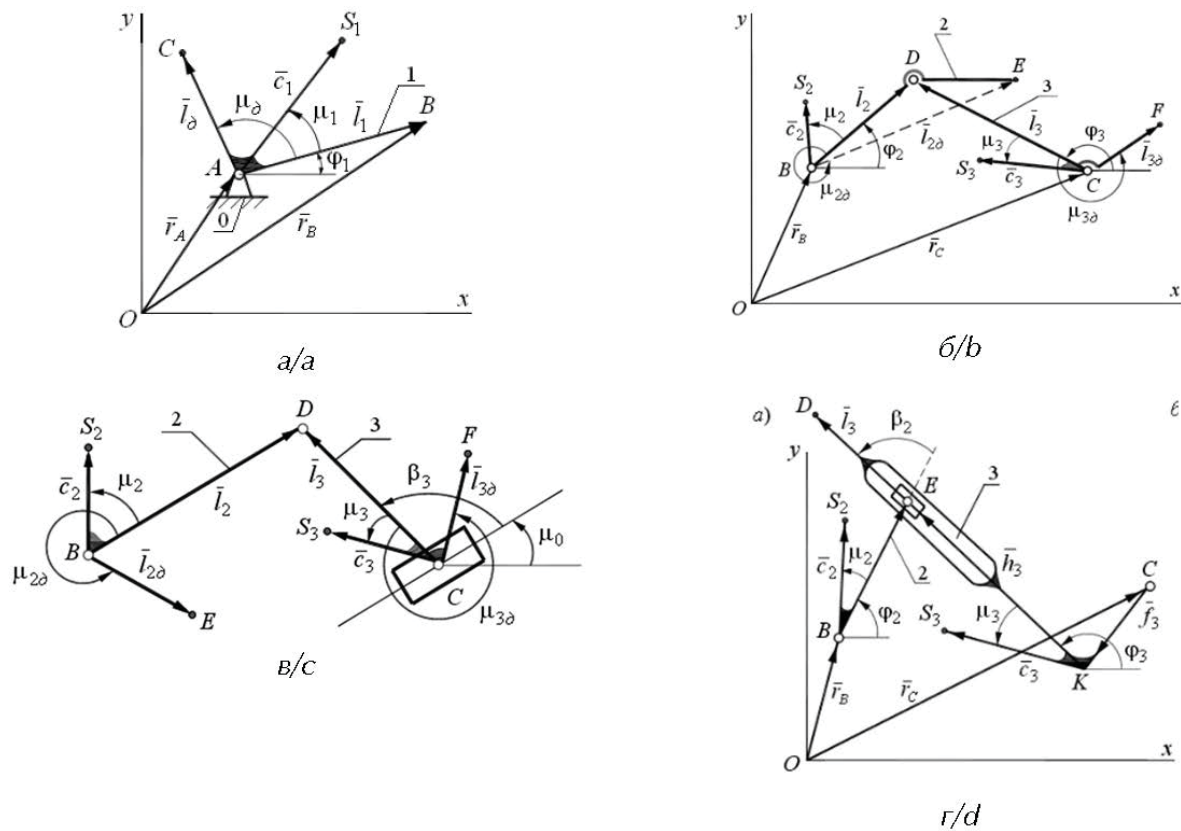 y
C
S₁
c̄₁
1
μ∂
μ₁
l̄₁
B
l̄∂
A
φ₁
0
r̄A
r̄B
x
O
а/a
y
2
D
E
S₂
3
F
μ₂
l̄₂
c̄₂
l̄₂∂
l̄₃
φ₃
μ₃
φ₂
l̄₃∂
B
S₃
c̄₃
C
μ₂∂
μ₃∂
r̄B
r̄C
O
x
б/b
D
2
3
S₂
F
β₃
μ₂
l̄₃
l̄₃∂
c̄₂
l̄₂
μ₃
S₃
μ₀
B
l̄₂∂
c̄₃
μ₂∂
C
μ₃∂
E
в/c
а)
в
D
l̄₃
β₂
y
E
3
S₂
μ₂
h̄₃
c̄₂
2
C
S₃
μ₃
f̄₃
B
φ₂
φ₃
c̄₃
K
r̄B
r̄C
O
x
г/d